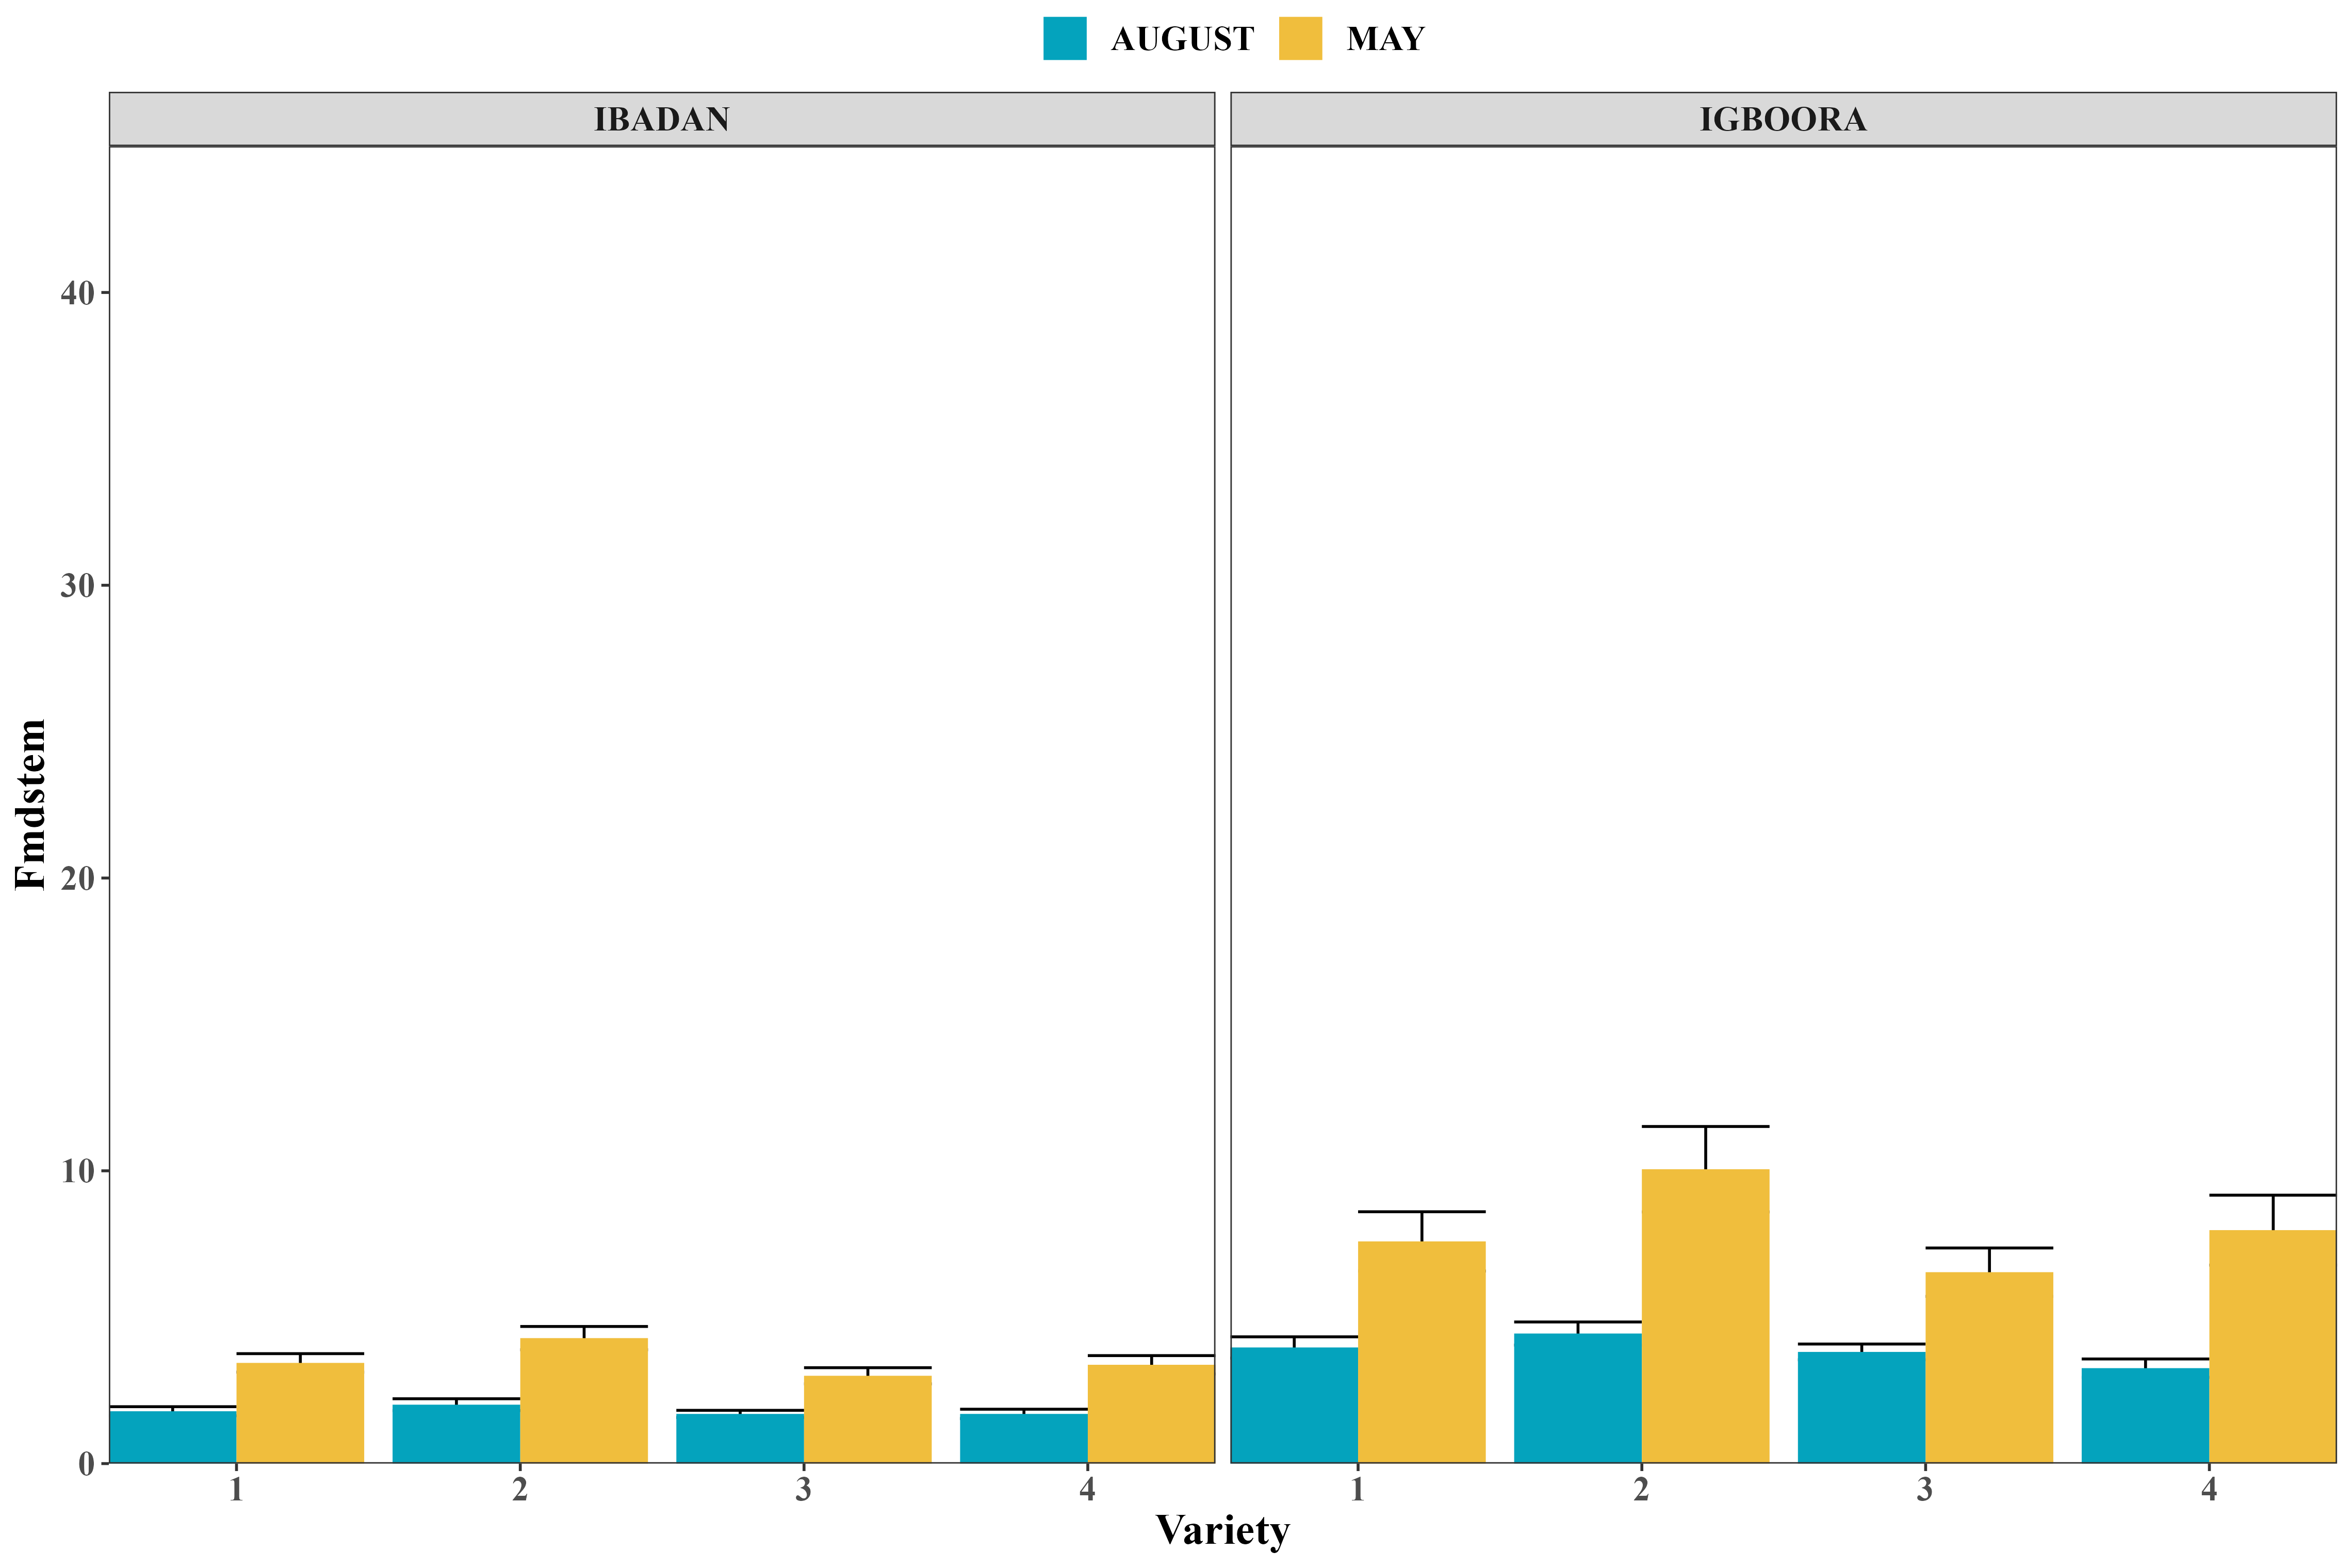 AUGUST MAY
IBADAN IGBOORA
40
30
20
10
0
Fmdstem
1 2 3 4 1 2 3 4
Variety